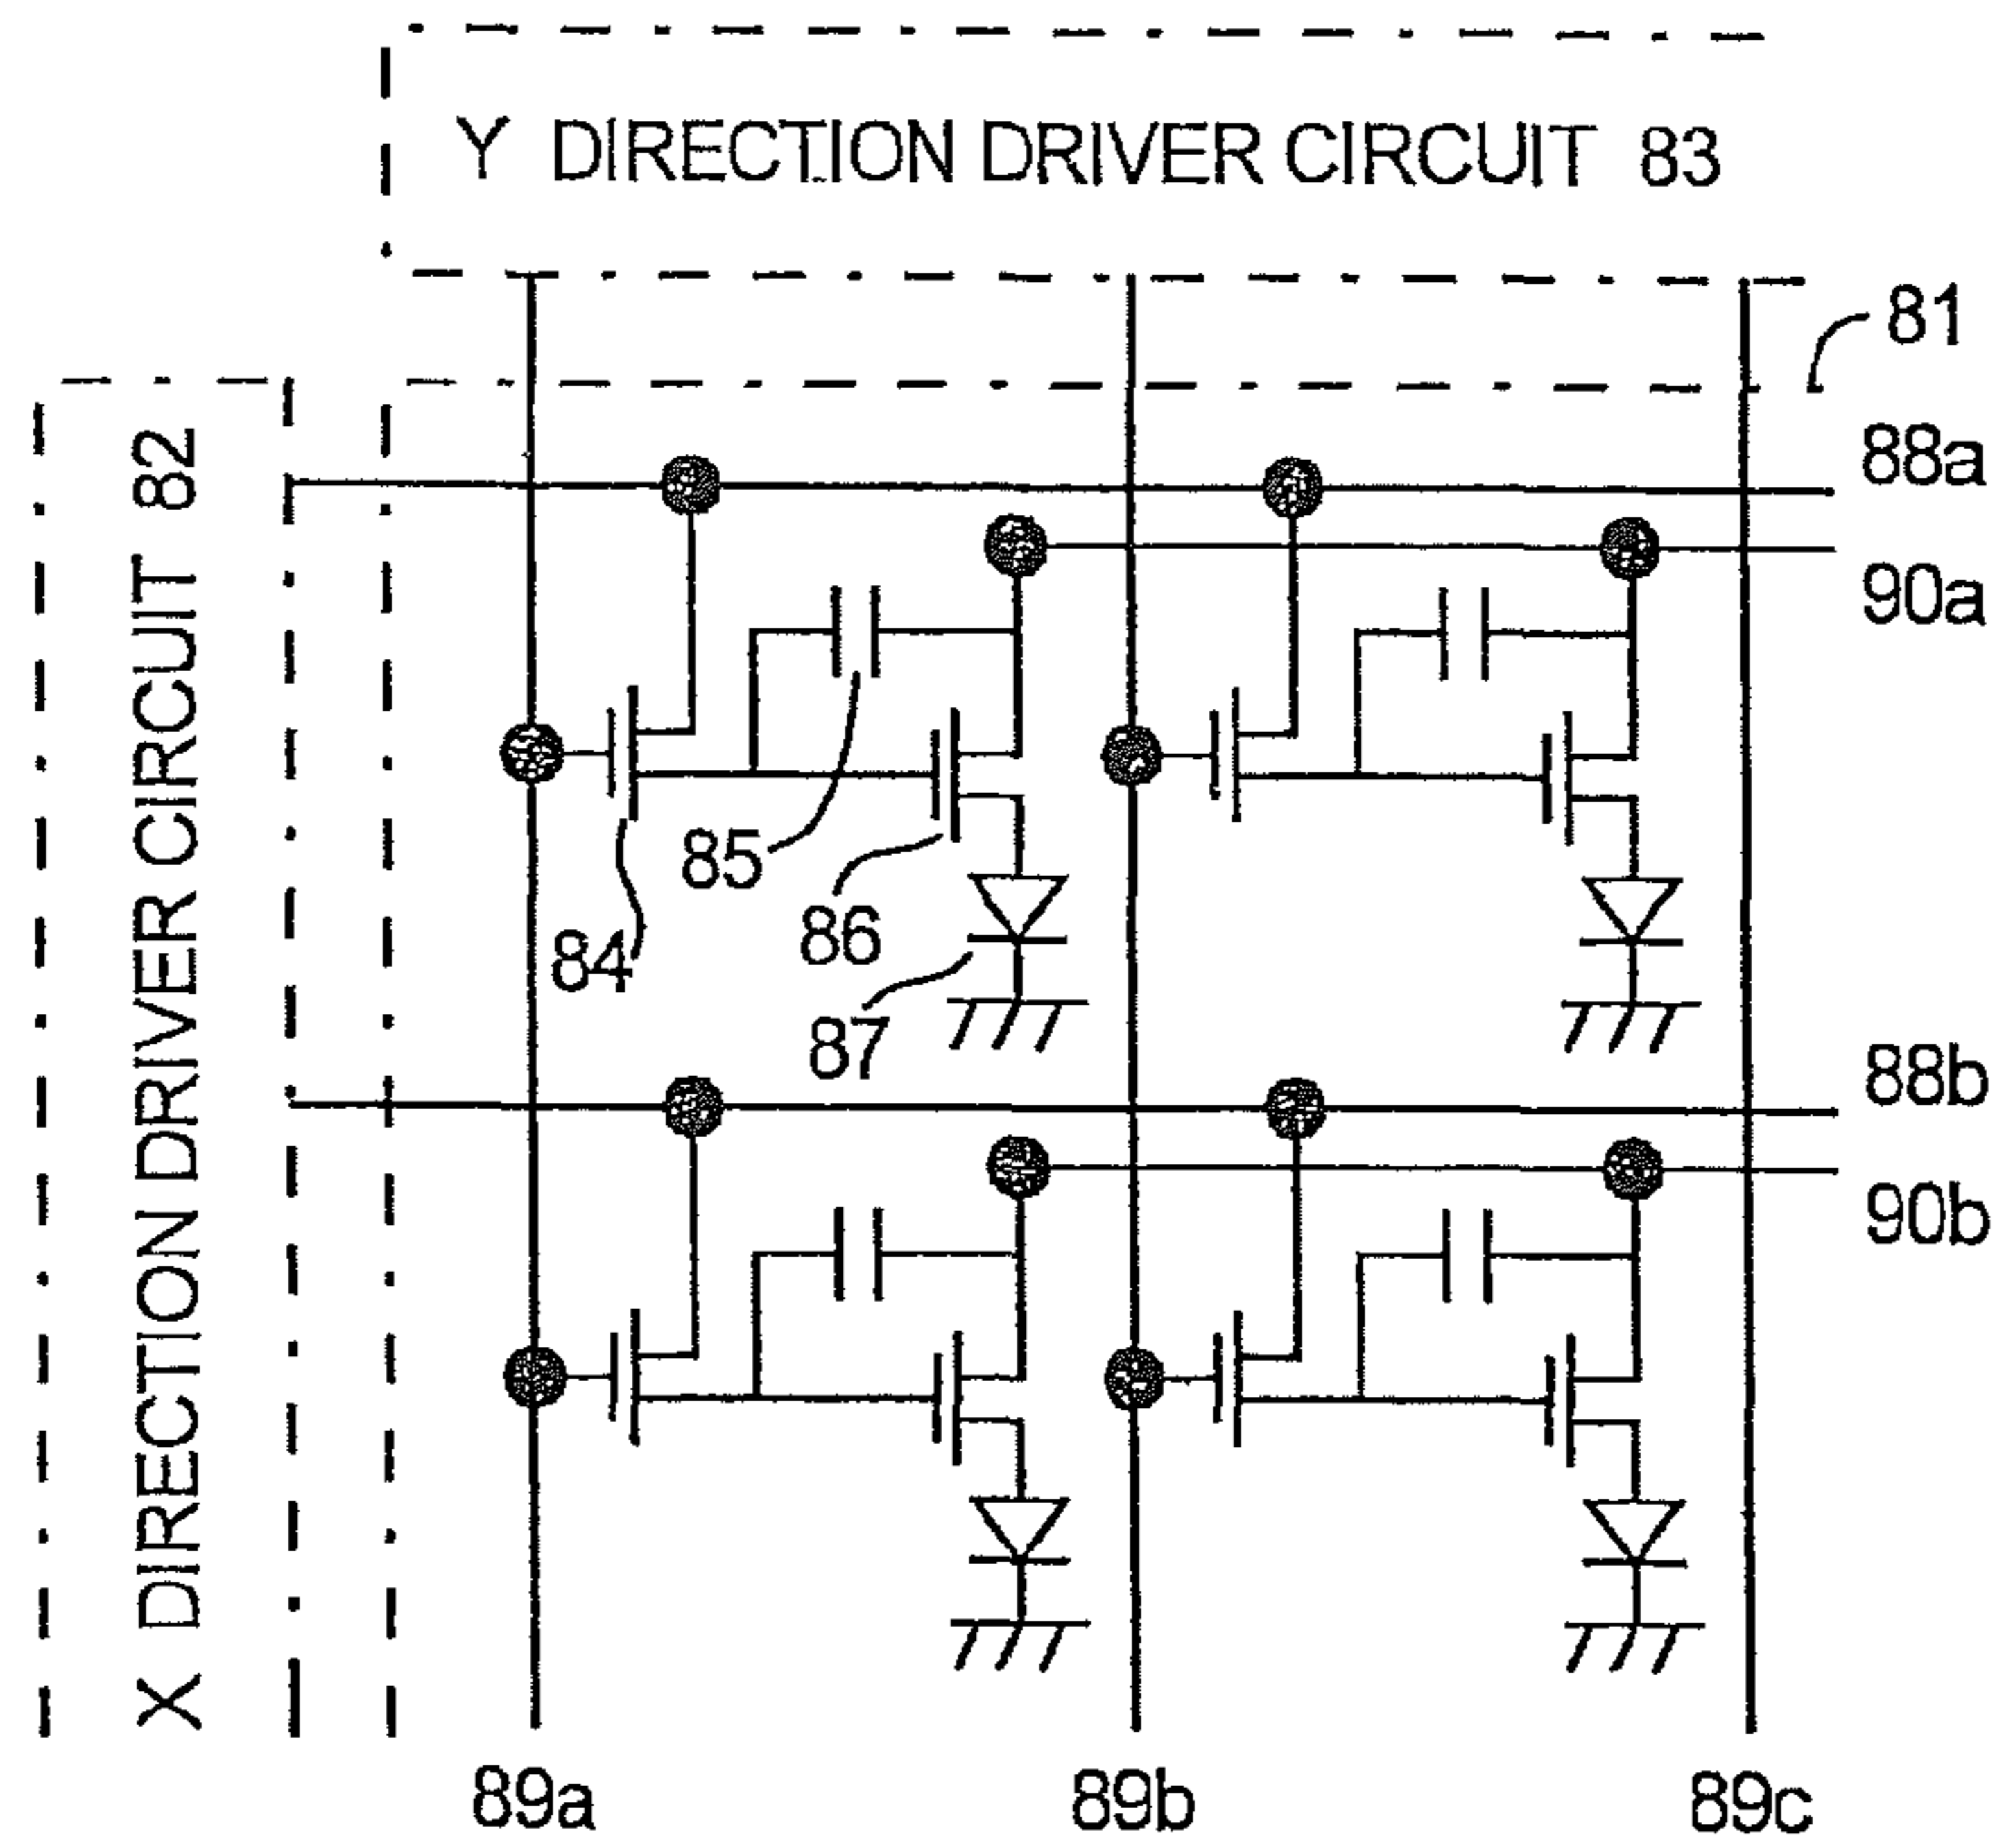 Y DIRECTION DRIVER CIRCUIT 83
81
X DIRECTION DRIVER CIRCUIT 82
88a
90a
85
86
84
87
88b
90b
89a
89b
89c